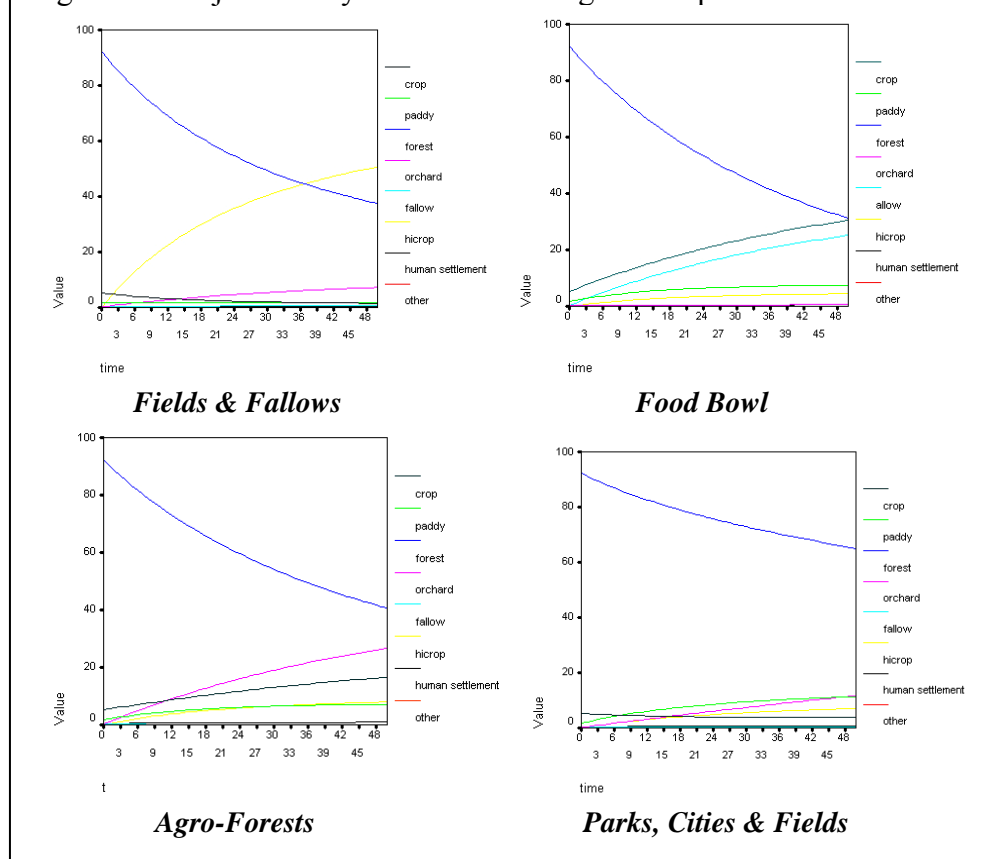 100
80
60
40
20
0
Value
0 6 12 18 24 30 36 42 48
3 9 15 21 27 33 39 45
time
crop
paddy
forest
orchard
fallow
hicrop
human settlement
other
Fields & Fallows
100
80
60
40
20
0
Value
0 6 12 18 24 30 36 42 48
3 9 15 21 27 33 39 45
time
crop
paddy
forest
orchard
allow
hicrop
human settlement
other
Food Bowl
100
80
60
40
20
0
Value
0 6 12 18 24 30 36 42 48
3 9 15 21 27 33 39 45
t
crop
paddy
forest
orchard
fallow
hicrop
human settlement
other
Agro-Forests
100
80
60
40
20
0
Value
0 6 12 18 24 30 36 42 48
3 9 15 21 27 33 39 45
time
crop
paddy
forest
orchard
fallow
hicrop
human settlement
other
Parks, Cities & Fields